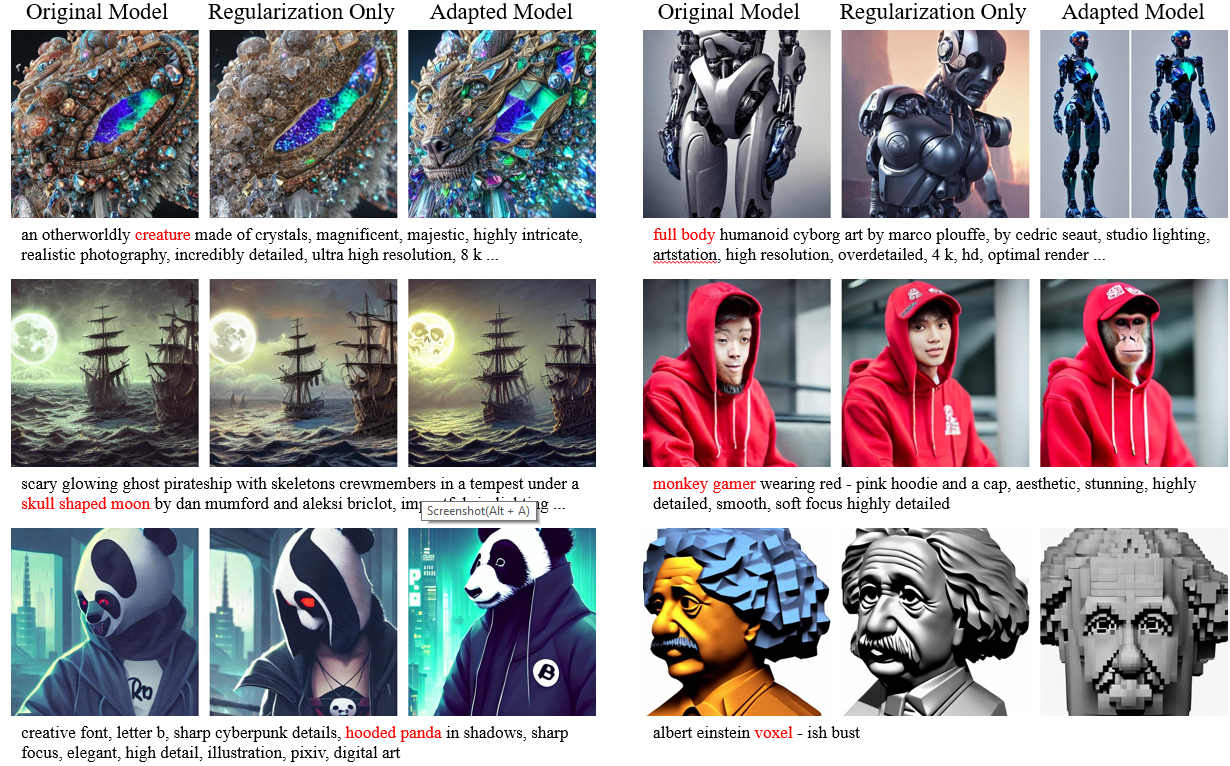 Original Model Regularization Only Adapted Model
an otherworldly creature made of crystals, magnificent, majestic, highly intricate,
realistic photography, incredibly detailed, ultra high resolution, 8 k ...
scary glowing ghost pirateship with skeletons crewmembers in a tempest under a
skull shaped moon by dan mumford and aleksi briclot,
Screenshot(Alt + A)
creative font, letter b, sharp cyberpunk details, hooded panda in shadows, sharp
focus, elegant, high detail, illustration, pixiv, digital art
Original Model Regularization Only Adapted Model
full body humanoid cyborg art by marco plouffe, by cedric seaut, studio lighting,
artstation, high resolution, overdetailed, 4 k, hd, optimal render ...
monkey gamer wearing red - pink hoodie and a cap, aesthetic, stunning, highly
detailed, smooth, soft focus highly detailed
albert einstein voxel - ish bust